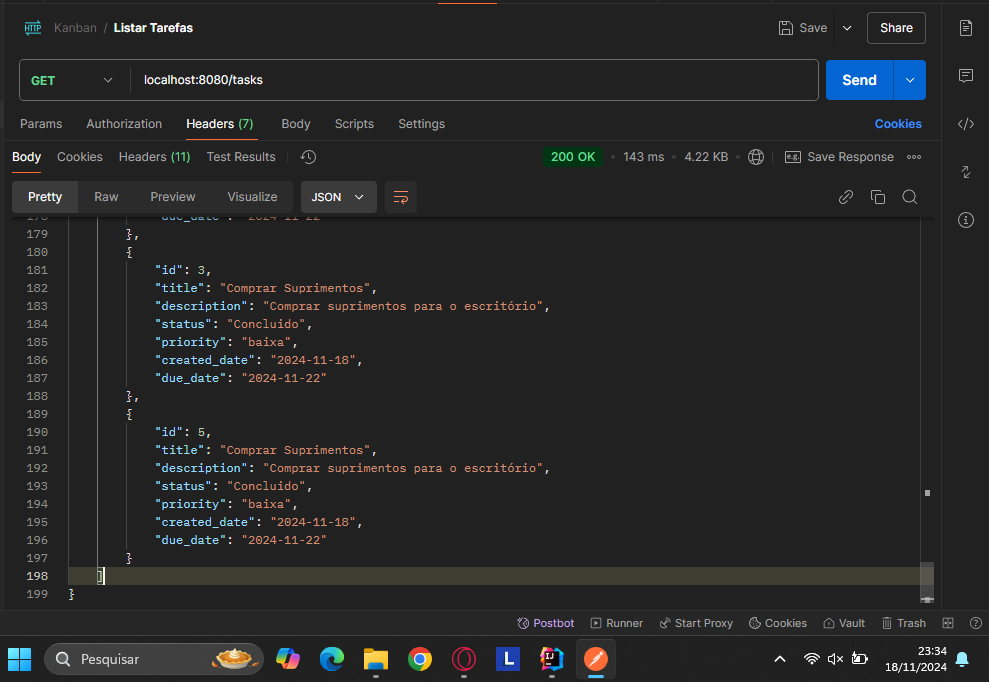 HTTP Kanban / Listar Tarefas Save Share
GET localhost:8080/tasks Send
Params Authorization Headers (7) Body Scripts Settings Cookies
Body Cookies Headers (11) Test Results 200 OK • 143 ms • 4.22 KB • e.g. Save Response
Pretty Raw Preview Visualize JSON
178 "due_date": "2024-11-22"
179 },
180 {
181 "id": 3,
182 "title": "Comprar Suprimentos",
183 "description": "Comprar suprimentos para o escritório",
184 "status": "Concluido",
185 "priority": "baixa",
186 "created_date": "2024-11-18",
187 "due_date": "2024-11-22"
188 },
189 {
190 "id": 5,
191 "title": "Comprar Suprimentos",
192 "description": "Comprar suprimentos para o escritório",
193 "status": "Concluido",
194 "priority": "baixa",
195 "created_date": "2024-11-18",
196 "due_date": "2024-11-22"
197 }
198 ]
199 }
Postbot Runner Start Proxy Cookies Vault Trash
Pesquisar L IJ 23:34
18/11/2024